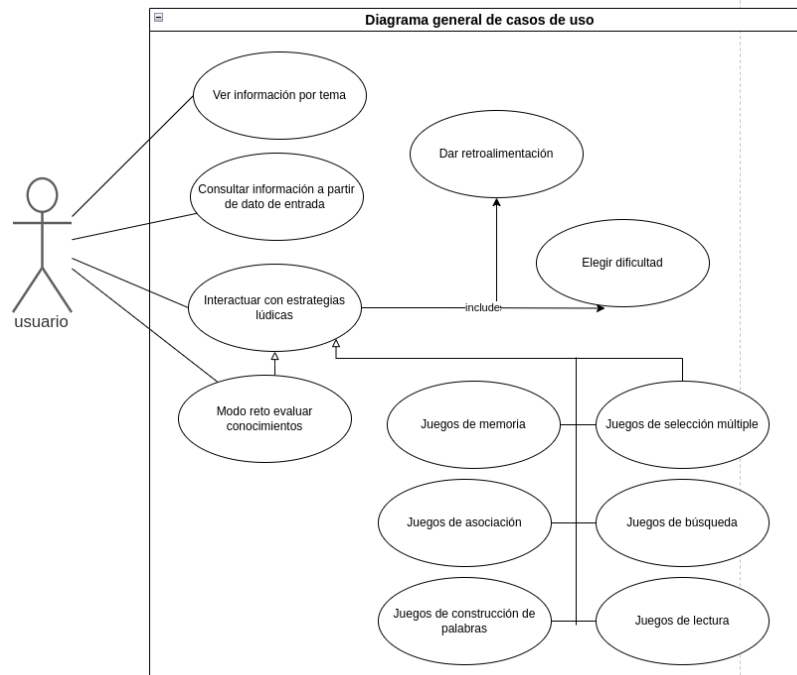 Diagrama general de casos de uso
Ver información por tema
Dar retroalimentación
Consultar información a partir
de dato de entrada
Elegir dificultad
Interactuar con estrategias
lúdicas
include
usuario
Modo reto evaluar
conocimientos
Juegos de memoria
Juegos de selección múltiple
Juegos de asociación
Juegos de búsqueda
Juegos de construcción de
palabras
Juegos de lectura